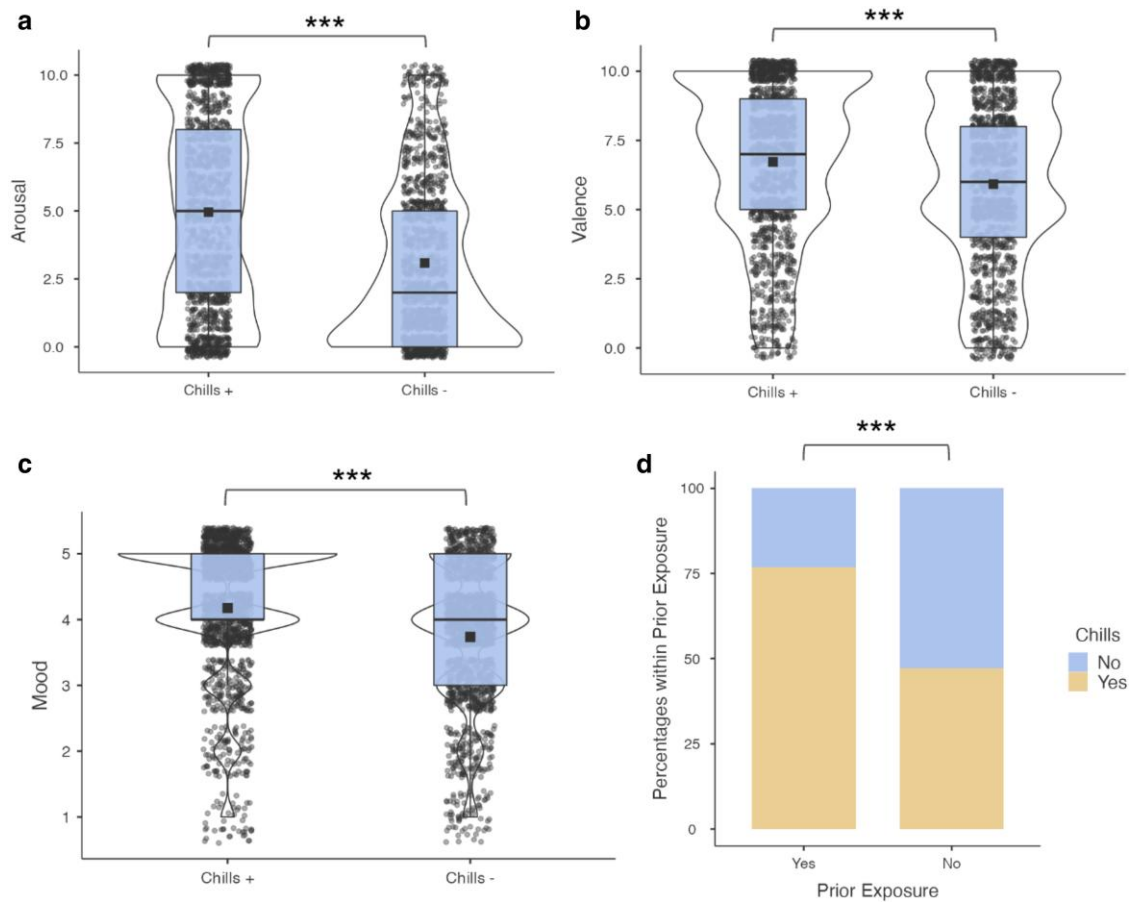 a
***
10.0
7.5
5.0
2.5
0.0
Arousal
Chills +
Chills -
b
***
10.0
7.5
5.0
2.5
0.0
Valence
Chills +
Chills -
c
***
5
4
3
2
1
Mood
Chills +
Chills -
d
***
100
75
50
25
0
Percentages within Prior Exposure
Yes
No
Prior Exposure
Chills
No
Yes